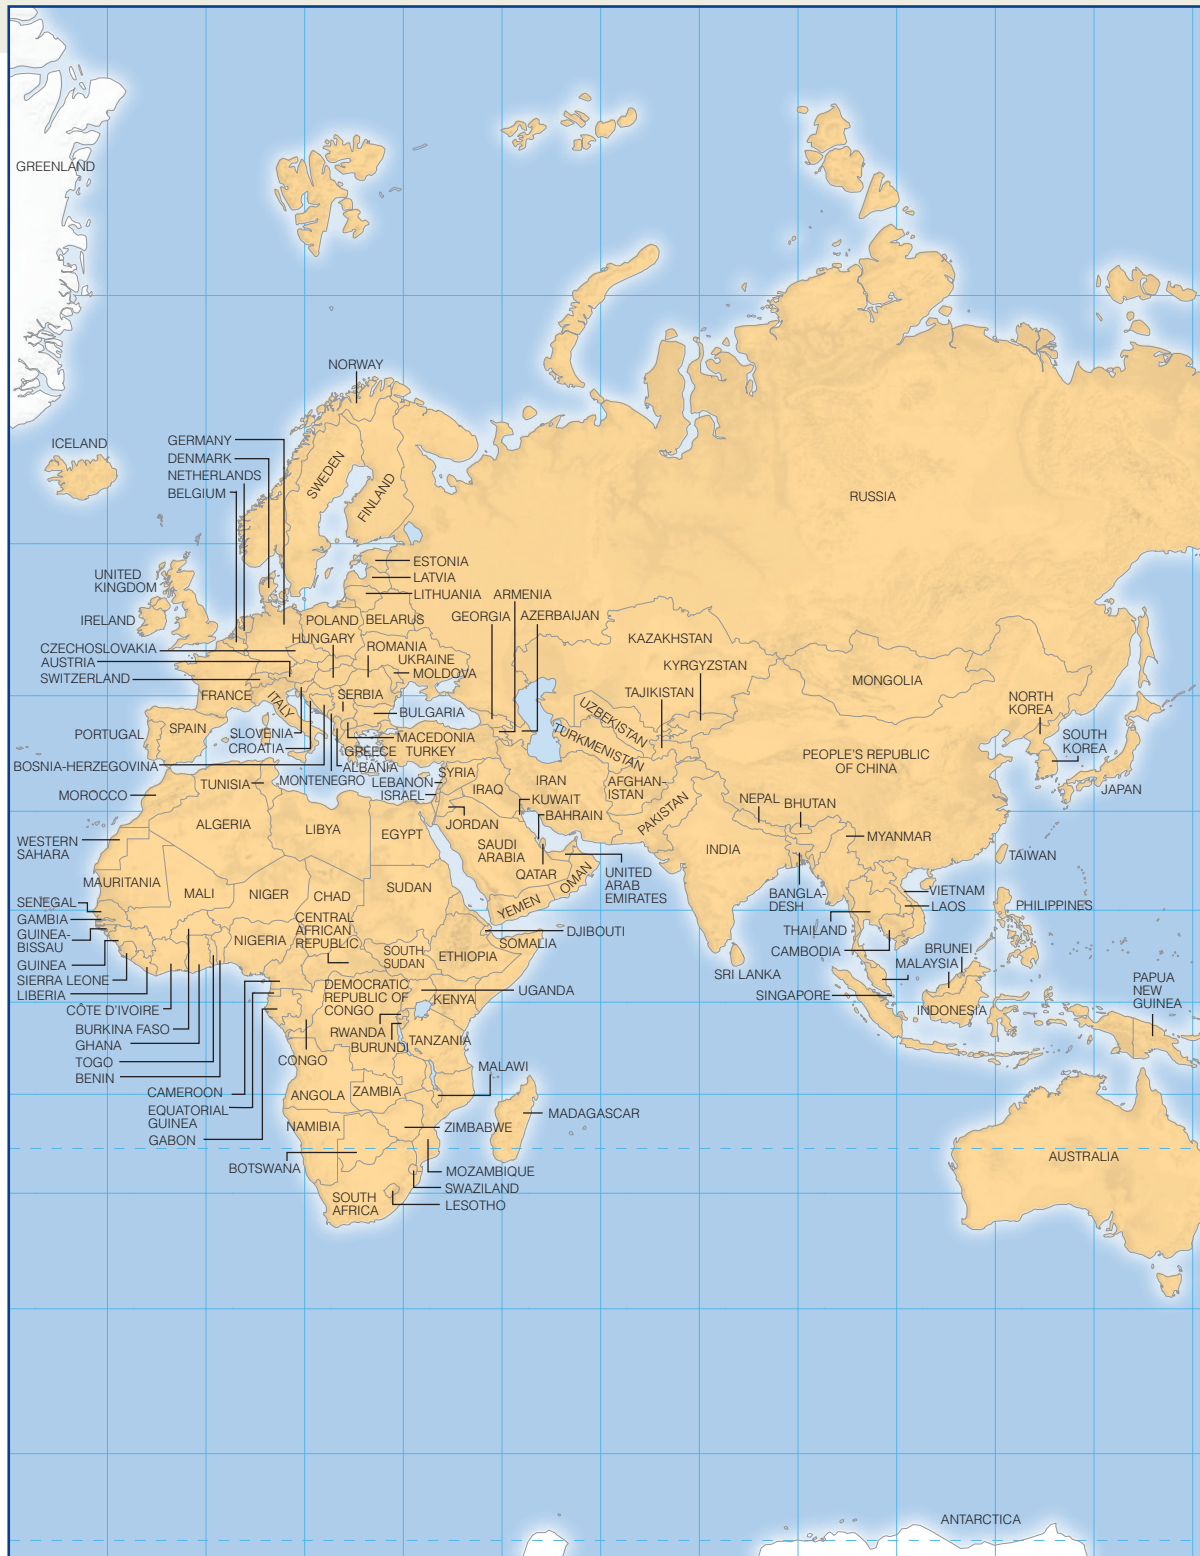 GREENLAND
NORWAY
ICELAND
GERMANY
DENMARK
NETHERLANDS
BELGIUM
SWEDEN
FINLAND
RUSSIA
UNITED
KINGDOM
IRELAND
ESTONIA
LATVIA
LITHUANIA
ARMENIA
GEORGIA
AZERBAIJAN
POLAND
BELARUS
HUNGARY
CZECHOSLOVAKIA
AUSTRIA
SWITZERLAND
ROMANIA
UKRAINE
MOLDOVA
KAZAKHSTAN
KYRGYZSTAN
TAJIKISTAN
MONGOLIA
FRANCE
ITALY
SERBIA
BULGARIA
UZBEKISTAN
TURKMENISTAN
NORTH
KOREA
SOUTH
KOREA
PORTUGAL
SPAIN
SLOVENIA
CROATIA
BOSNIA-HERZEGOVINA
MACEDONIA
GREECE
TURKEY
ALBANIA
MONTENEGRO
PEOPLE'S REPUBLIC
OF CHINA
JAPAN
TUNISIA
MOROCCO
LEBANON
ISRAEL
SYRIA
IRAQ
IRAN
AFGHAN-
ISTAN
PAKISTAN
KUWAIT
BAHRAIN
JORDAN
NEPAL
BHUTAN
MYANMAR
INDIA
TAIWAN
WESTERN
SAHARA
ALGERIA
LIBYA
EGYPT
SAUDI
ARABIA
QATAR
OMAN
YEMEN
UNITED
ARAB
EMIRATES
BANGLA-
DESH
VIETNAM
LAOS
PHILIPPINES
THAILAND
CAMBODIA
MAURITANIA
MALI
NIGER
CHAD
SUDAN
SENEGAL
GAMBIA
GUINEA-
BISSAU
GUINEA
SIERRA LEONE
LIBERIA
CÔTE D'IVOIRE
BURKINA FASO
GHANA
TOGO
BENIN
NIGERIA
CENTRAL
AFRICAN
REPUBLIC
SOUTH
SUDAN
ETHIOPIA
DJIBOUTI
SOMALIA
SRI LANKA
BRUNEI
MALAYSIA
SINGAPORE
INDONESIA
PAPUA
NEW
GUINEA
DEMOCRATIC
REPUBLIC OF
CONGO
UGANDA
KENYA
RWANDA
BURUNDI
TANZANIA
CONGO
CAMEROON
EQUATORIAL
GUINEA
GABON
ANGOLA
ZAMBIA
MALAWI
MADAGASCAR
NAMIBIA
ZIMBABWE
BOTSWANA
MOZAMBIQUE
SWAZILAND
LESOTHO
SOUTH
AFRICA
AUSTRALIA
ANTARCTICA